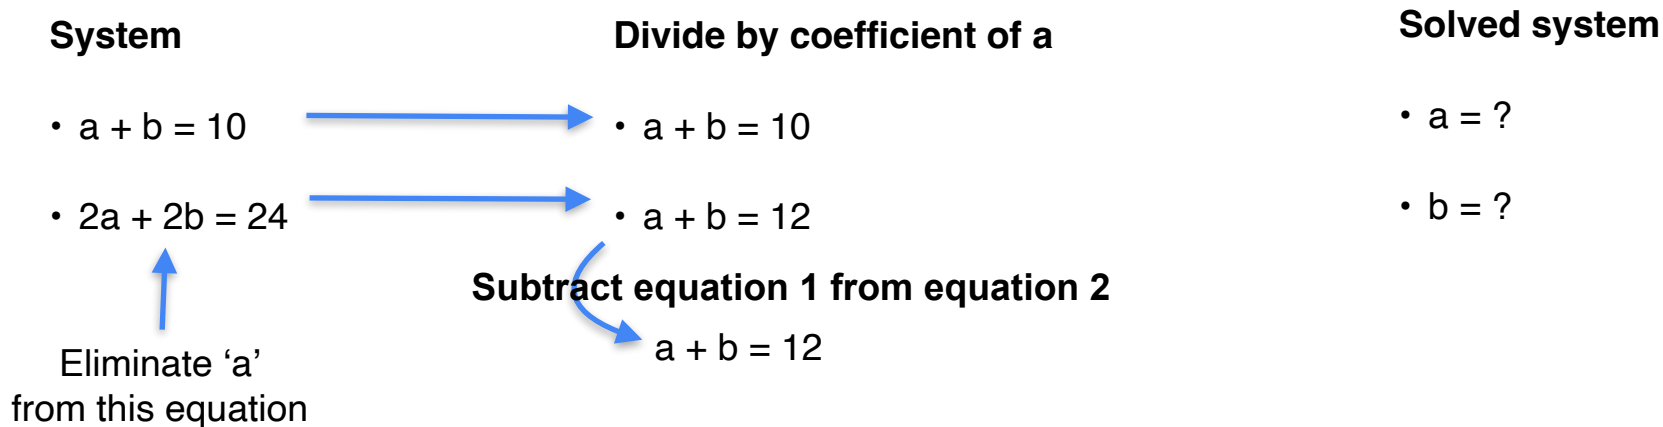 System
• a + b = 10
• 2a + 2b = 24
Eliminate ‘a’
from this equation
Divide by coefficient of a
• a + b = 10
• a + b = 12
Subtract equation 1 from equation 2
a + b = 12
Solved system
• a = ?
• b = ?